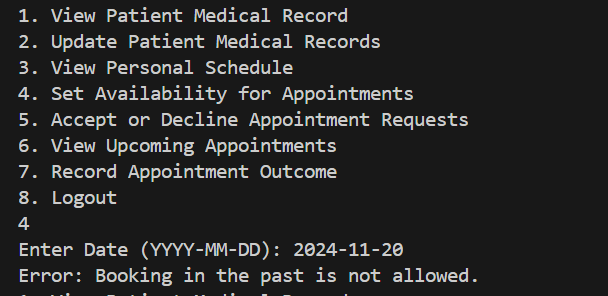 1. View Patient Medical Record
2. Update Patient Medical Records
3. View Personal Schedule
4. Set Availability for Appointments
5. Accept or Decline Appointment Requests
6. View Upcoming Appointments
7. Record Appointment Outcome
8. Logout
4
Enter Date (YYYY-MM-DD): 2024-11-20
Error: Booking in the past is not allowed.